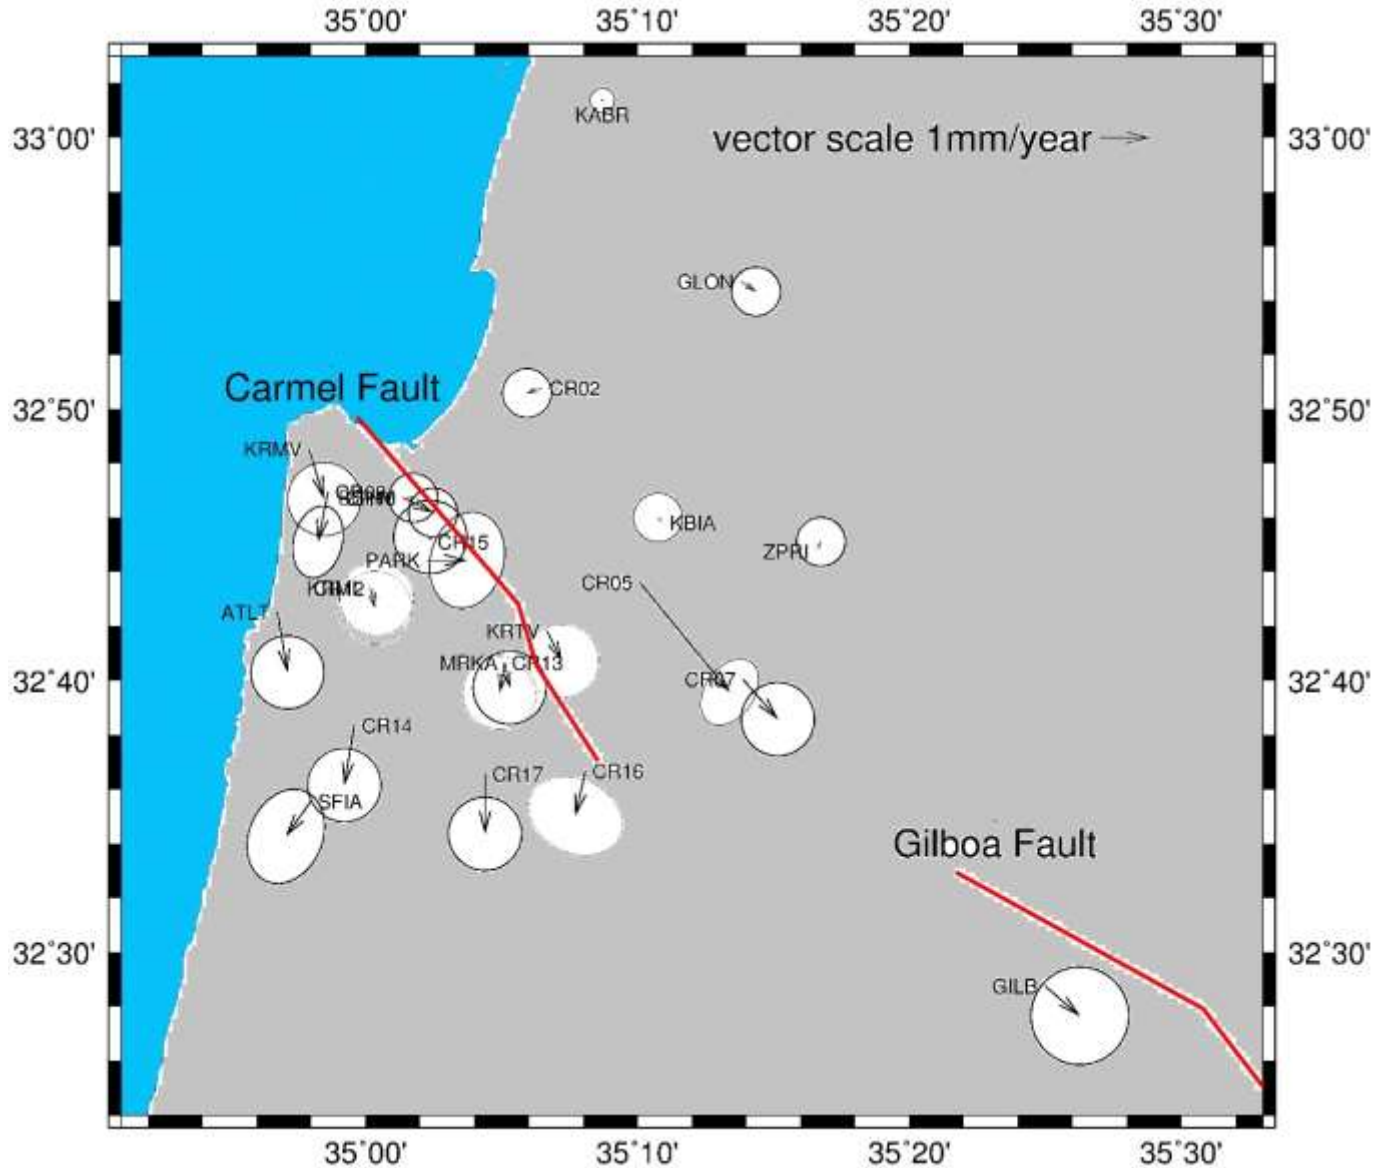 35°00' 35°10' 35°20' 35°30'
KABR
33°00' vector scale 1mm/year 33°00'
GLON
Carmel Fault
CR02
32°50' 32°50'
KRMV
KBIA
CR15
ZPRI
PARK
CR05
ATLT
KRTV
MRKA CR13
32°40' CR07 32°40'
CR14
CR17 CR16
SFIA
Gilboa Fault
32°30' 32°30'
GILB
35°00' 35°10' 35°20' 35°30'